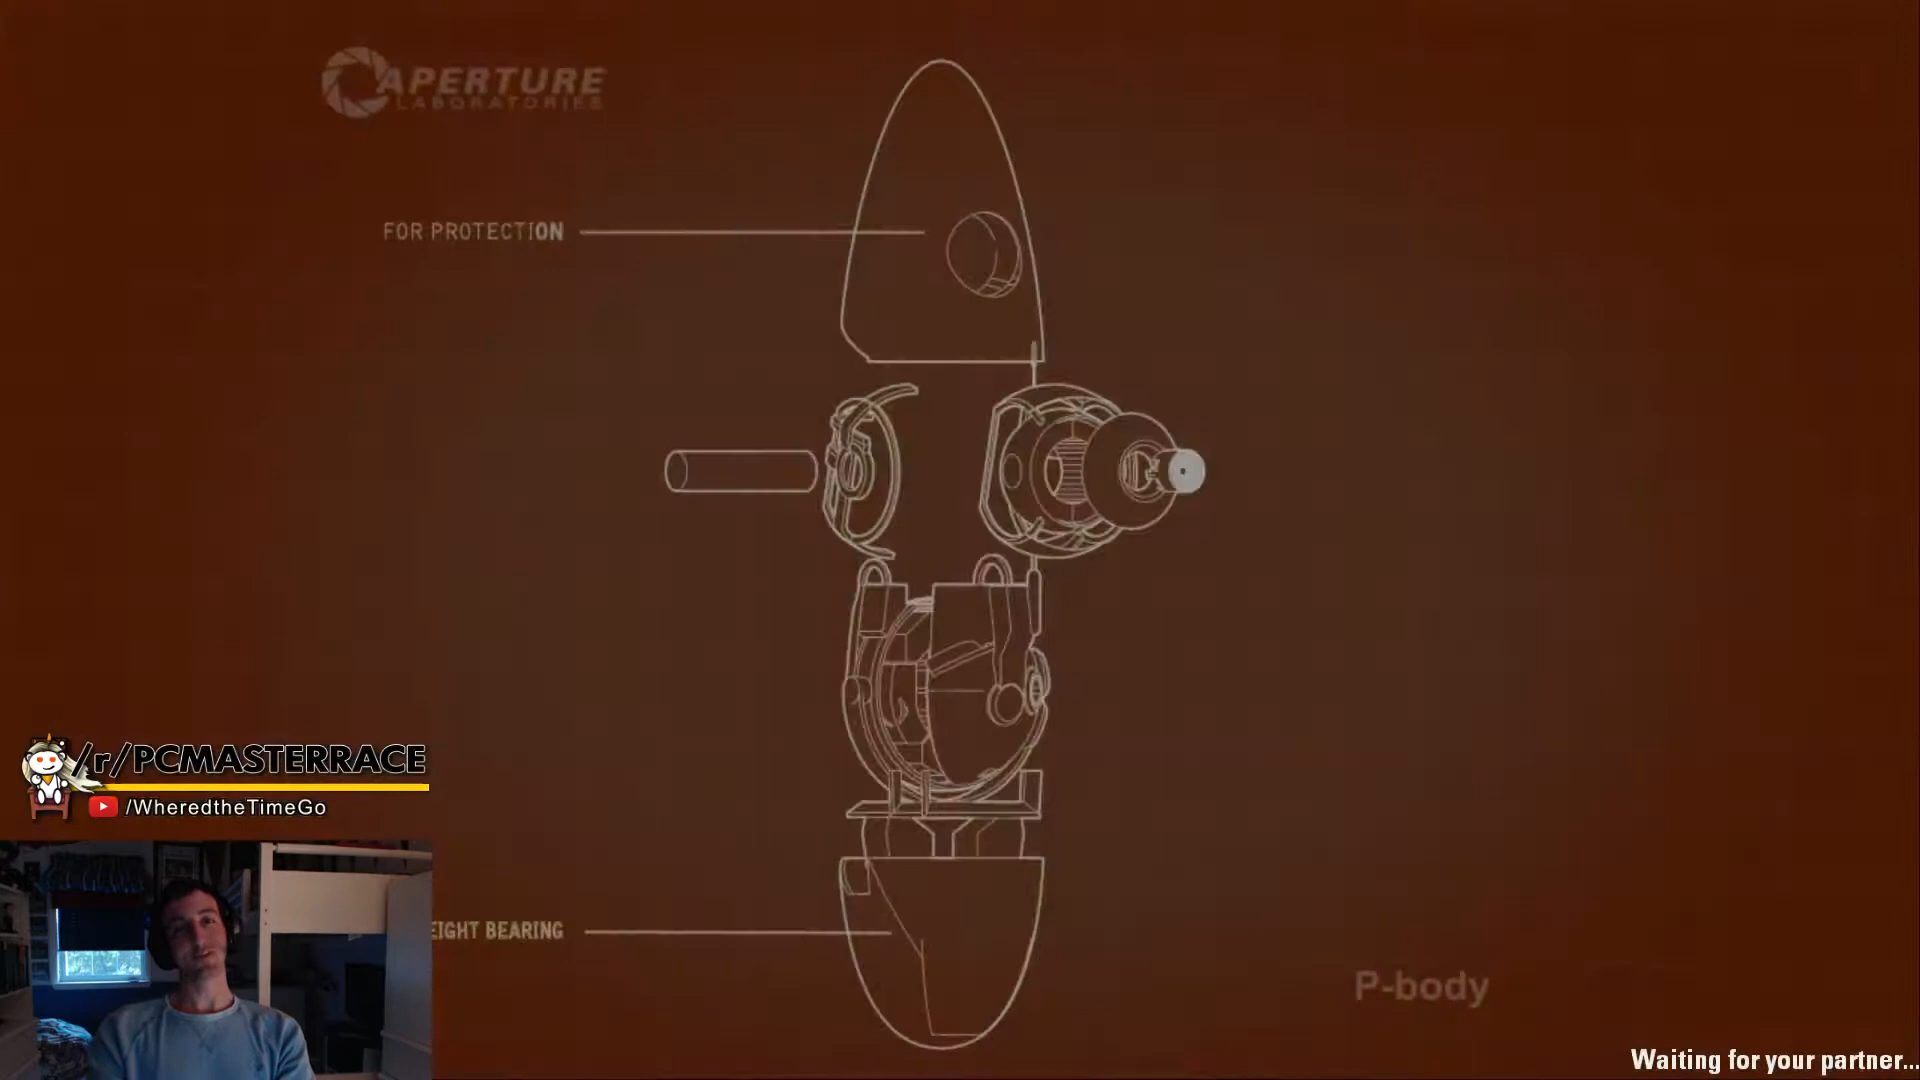 APERTURE
LABORATORIES
FOR PROTECTION
/r/PCMASTERRACE
/WheredtheTimeGo
EIGHT BEARING
P-body
Waiting for your partner...